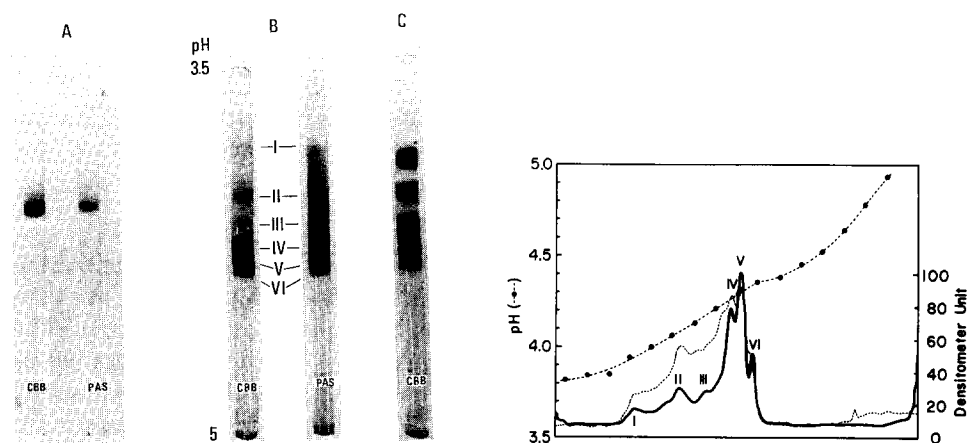 A
B
C
pH
3.5
I
II
III
IV
V
VI
CBB
PAS
CBB
PAS
CBB
5
5.0
4.5
4.0
3.5
pH (--●--)
V
IV
VI
II
III
I
100
80
60
40
20
0
Densitometer Unit